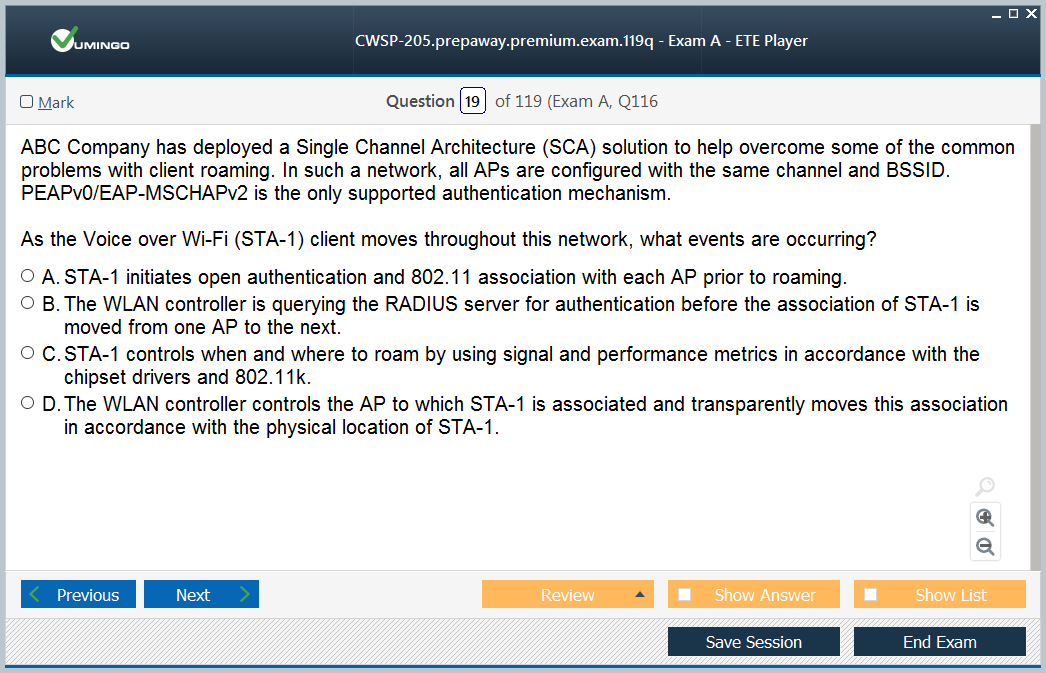 VUMINGO
CWSP-205.prepaway.premium.exam.119q - Exam A - ETE Player
Mark
Question 19 of 119 (Exam A, Q116
ABC Company has deployed a Single Channel Architecture (SCA) solution to help overcome some of the common
problems with client roaming. In such a network, all APs are configured with the same channel and BSSID.
PEAPv0/EAP-MSCHAPv2 is the only supported authentication mechanism.
As the Voice over Wi-Fi (STA-1) client moves throughout this network, what events are occurring?
A. STA-1 initiates open authentication and 802.11 association with each AP prior to roaming.
B. The WLAN controller is querying the RADIUS server for authentication before the association of STA-1 is
moved from one AP to the next.
C. STA-1 controls when and where to roam by using signal and performance metrics in accordance with the
chipset drivers and 802.11k.
D. The WLAN controller controls the AP to which STA-1 is associated and transparently moves this association
in accordance with the physical location of STA-1.
Previous Next Review Show Answer Show List
Save Session End Exam